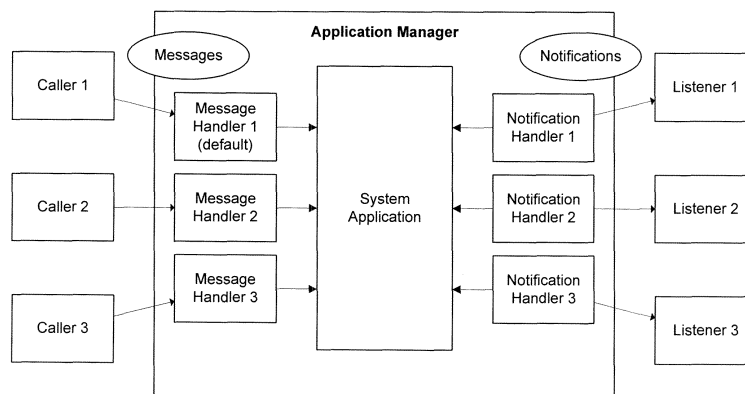 Application Manager
Messages
Notifications
Caller 1
Message
Handler 1
(default)
Notification
Handler 1
Listener 1
Caller 2
Message
Handler 2
System
Application
Notification
Handler 2
Listener 2
Caller 3
Message
Handler 3
Notification
Handler 3
Listener 3